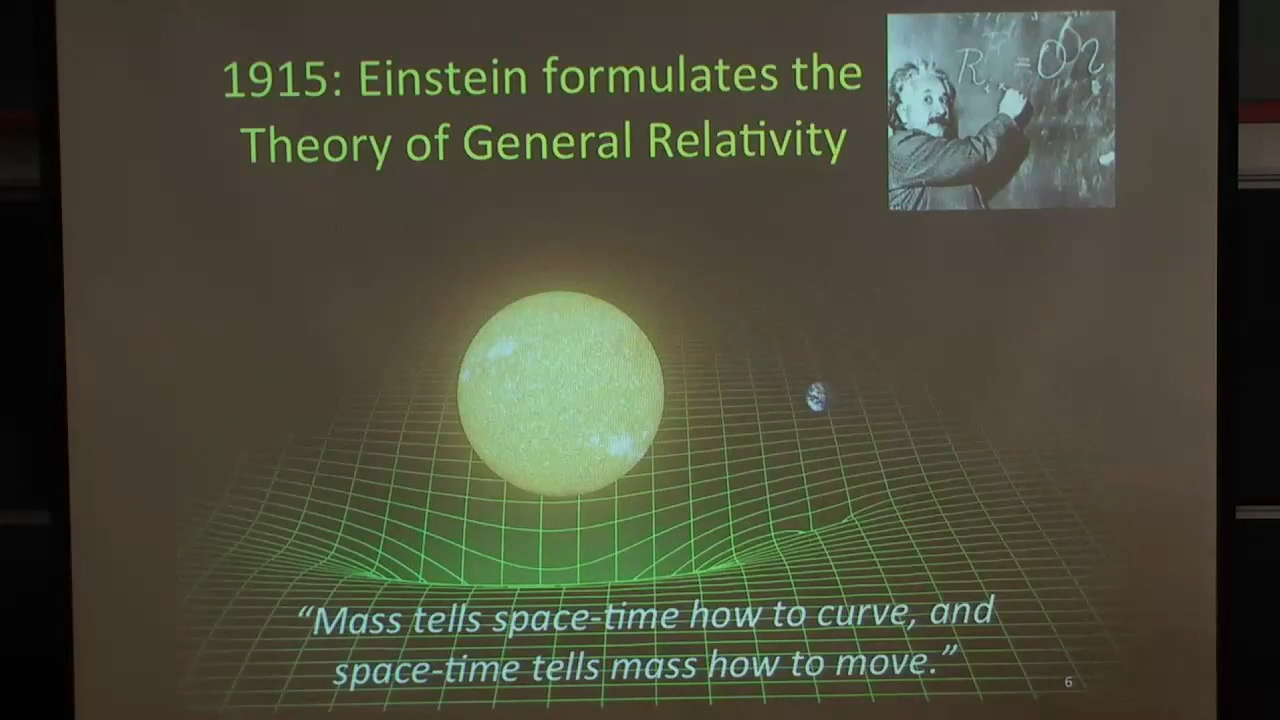 1915: Einstein formulates the
Theory of General Relativity
“Mass tells space-time how to curve, and
space-time tells mass how to move.”
6